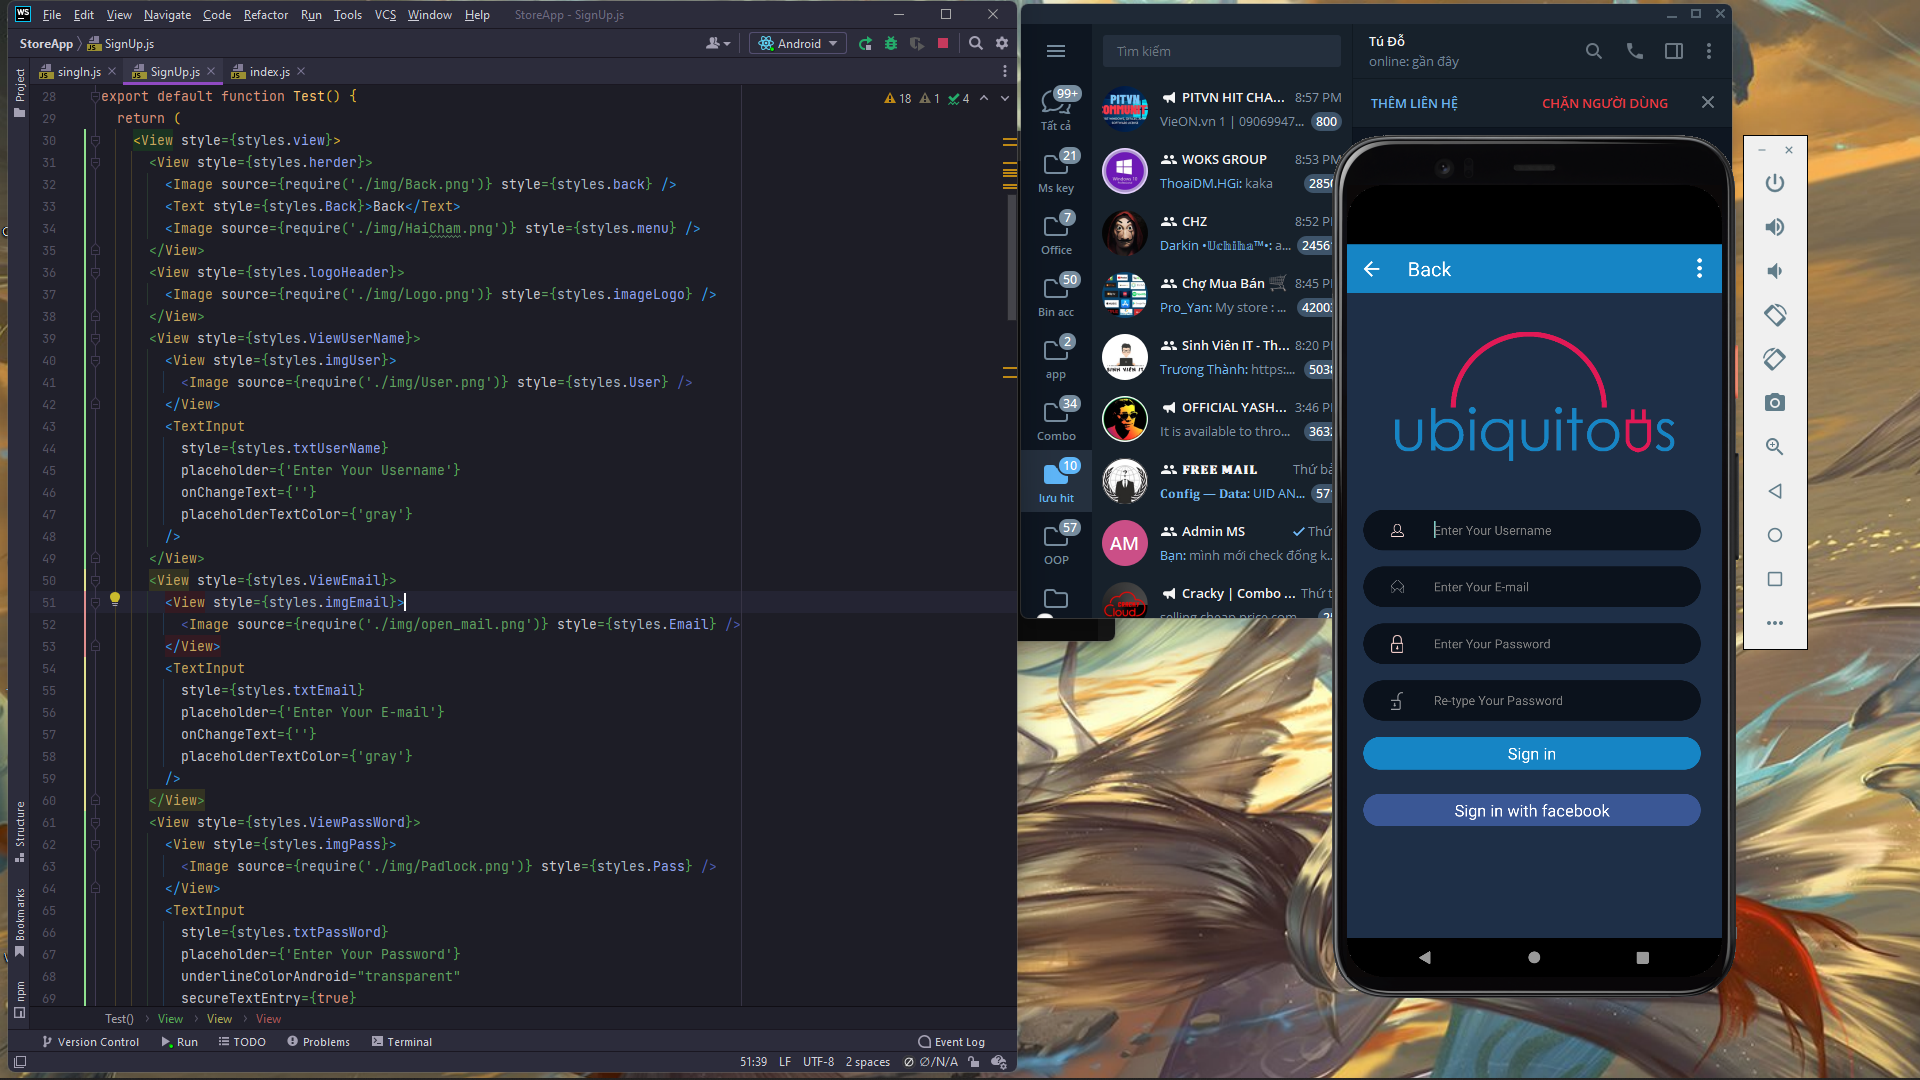 File Edit View Navigate Code Refactor Run Tools VCS Window Help StoreApp - SignUp.js
StoreApp SignUp.js Android
singIn.js SignUp.js index.js
Project
Structure
Bookmarks
npm
18 1 4
28 export default function Test() {
29 return (
30 <View style={styles.view}>
31 <View style={styles.herder}>
32 <Image source={require('./img/Back.png')} style={styles.back} />
33 <Text style={styles.Back}>Back</Text>
34 <Image source={require('./img/HaiCham.png')} style={styles.menu} />
35 </View>
36 <View style={styles.logoHeader}>
37 <Image source={require('./img/Logo.png')} style={styles.imageLogo} />
38 </View>
39 <View style={styles.ViewUserName}>
40 <View style={styles.imgUser}>
41 <Image source={require('./img/User.png')} style={styles.User} />
42 </View>
43 <TextInput
44 style={styles.txtUserName}
45 placeholder={'Enter Your Username'}
46 onChangeText={''}
47 placeholderTextColor={'gray'}
48 />
49 </View>
50 <View style={styles.ViewEmail}>
51 <View style={styles.imgEmail}>
52 <Image source={require('./img/open_mail.png')} style={styles.Email} />
53 </View>
54 <TextInput
55 style={styles.txtEmail}
56 placeholder={'Enter Your E-mail'}
57 onChangeText={''}
58 placeholderTextColor={'gray'}
59 />
60 </View>
61 <View style={styles.ViewPassWord}>
62 <View style={styles.imgPass}>
63 <Image source={require('./img/Padlock.png')} style={styles.Pass} />
64 </View>
65 <TextInput
66 style={styles.txtPassWord}
67 placeholder={'Enter Your Password'}
68 underlineColorAndroid="transparent"
69 secureTextEntry={true}
Test() View View View
Version Control Run TODO Problems Terminal Event Log
51:39 LF UTF-8 2 spaces Ø/N/A
99+
Tất cả
21
Ms key
7
Office
50
Bin acc
2
app
34
Combo
10
lưu hit
57
OOP
Tìm kiếm
PITVN HIT CHA... 8:57 PM
VieON.vn 1 | 09069947... 800
WOKS GROUP 8:53 PM
ThoaiDM.HGi: kaka
CHZ 8:52
Darkin •𝕌𝕔𝕙𝕚𝕙𝕒™•: a...
Chợ Mua Bán 🛒 8:45
Pro_Yan: My store : ...
Sinh Viên IT - Th... 8:20
Trương Thành: https:...
OFFICIAL YASH... 3:46
It is available to thro...
𝐅𝐑𝐄𝐄 𝐌𝐀𝐈𝐋 Thứ
𝐂𝐨𝐧𝐟𝐢𝐠 — 𝐃𝐚𝐭𝐚: UID AN...
AM
Admin MS Thứ
Bạn: mình mới check đống k...
Cracky | Combo ...
selling cheap price com...
Tú Đỗ
online: gần đây
THÊM LIÊN HỆ CHẶN NGƯỜI DÙNG
Back
ubiquitous
Enter Your Username
Enter Your E-mail
Enter Your Password
Re-type Your Password
Sign in
Sign in with facebook